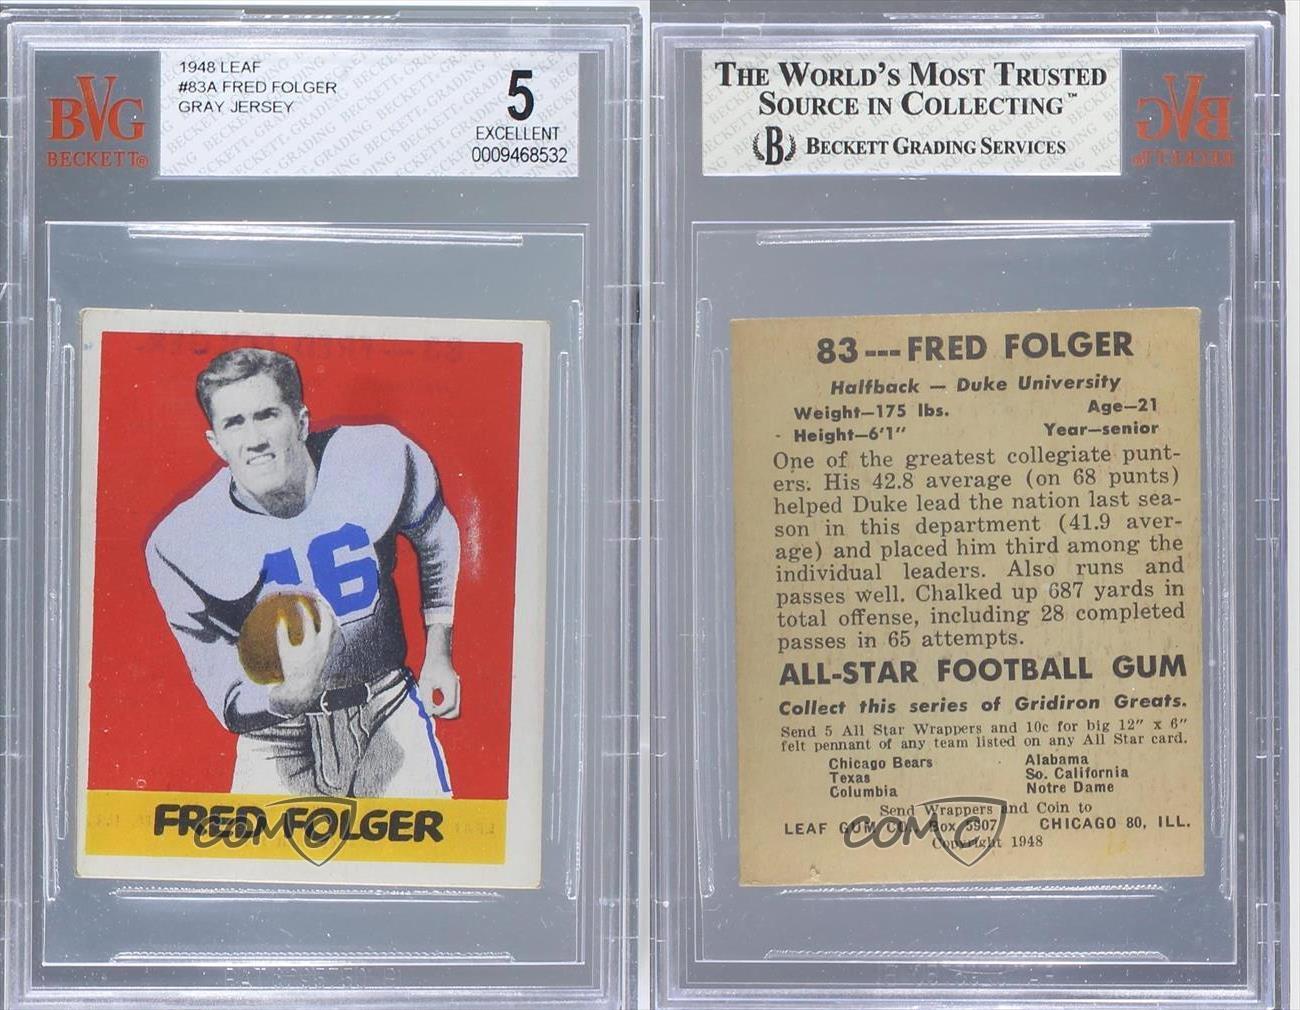 BVG
BECKETT®
1948 LEAF
#83A FRED FOLGER
GRAY JERSEY
5
EXCELLENT
0009468532
46
FRED FOLGER
COMC
THE WORLD'S MOST TRUSTED
SOURCE IN COLLECTING™
B BECKETT GRADING SERVICES
83---FRED FOLGER
Halfback — Duke University
Weight—175 lbs. Age—21
Height—6'1" Year—senior
One of the greatest collegiate punt-
ers. His 42.8 average (on 68 punts)
helped Duke lead the nation last sea-
son in this department (41.9 aver-
age) and placed him third among the
individual leaders. Also runs and
passes well. Chalked up 687 yards in
total offense, including 28 completed
passes in 65 attempts.
ALL-STAR FOOTBALL GUM
Collect this series of Gridiron Greats.
Send 5 All Star Wrappers and 10c for big 12" x 6"
felt pennant of any team listed on any All Star card.
Chicago Bears Alabama
Texas So. California
Columbia Notre Dame
Send Wrappers and Coin to
LEAF GUM CO., Box 5907 CHICAGO 80, ILL.
Copyright 1948
COMC